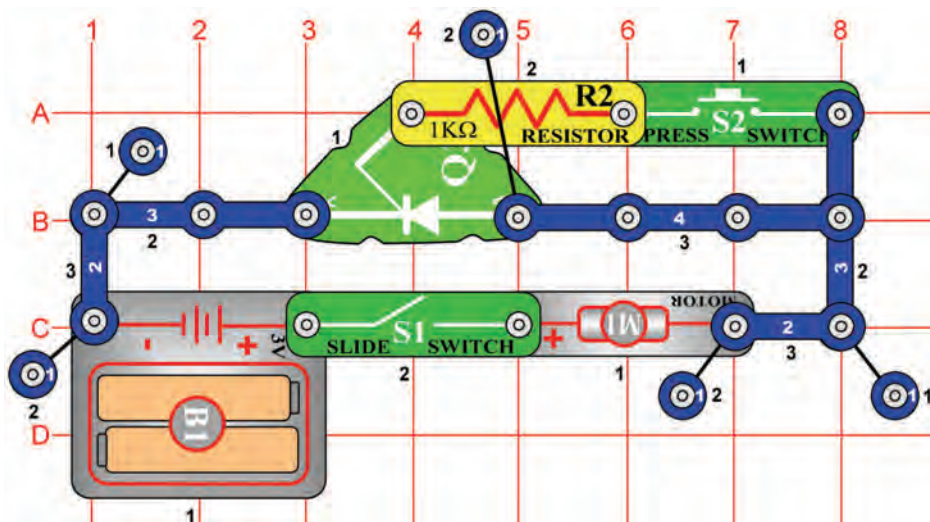 1 2 3 4 5 6 7 8
2 1
2 1
A R2
1KΩ RESISTOR PRESS S2 SWITCH
1 1
1
Q
B 3 4
2 3
3 2 3 2
MOTOR
C - + 3V S1 + M1 2
SLIDE SWITCH 3
2 1
1 1 2 1 1
2
B1
D
1